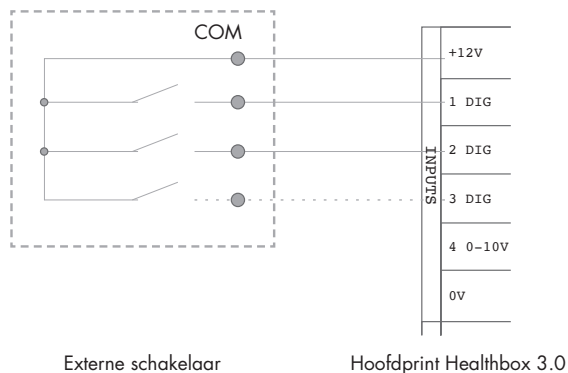 COM
+12V
1 DIG
2 DIG
INPUTS
3 DIG
4 0-10V
0V
Externe schakelaar
Hoofdprint Healthbox 3.0